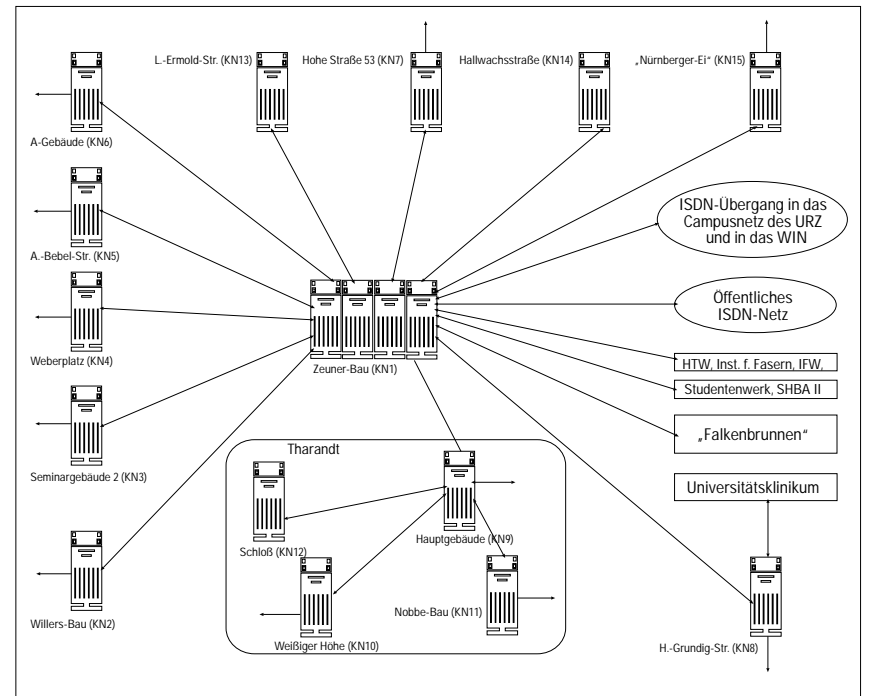 L.-Ermold-Str. (KN13)
Hohe Straße 53 (KN7)
Hallwachsstraße (KN14)
„Nürnberger-Ei“ (KN15)
A-Gebäude (KN6)
ISDN-Übergang in das
Campusnetz des URZ
und in das WIN
A.-Bebel-Str. (KN5)
Öffentliches
ISDN-Netz
Weberplatz (KN4)
Zeuner-Bau (KN1)
HTW, Inst. f. Fasern, IFW,
Studentenwerk, SHBA II
„Falkenbrunnen“
Tharandt
Seminargebäude 2 (KN3)
Universitätsklinikum
Hauptgebäude (KN9)
Schloß (KN12)
Willers-Bau (KN2)
Nobbe-Bau (KN11)
Weißiger Höhe (KN10)
H.-Grundig-Str. (KN8)